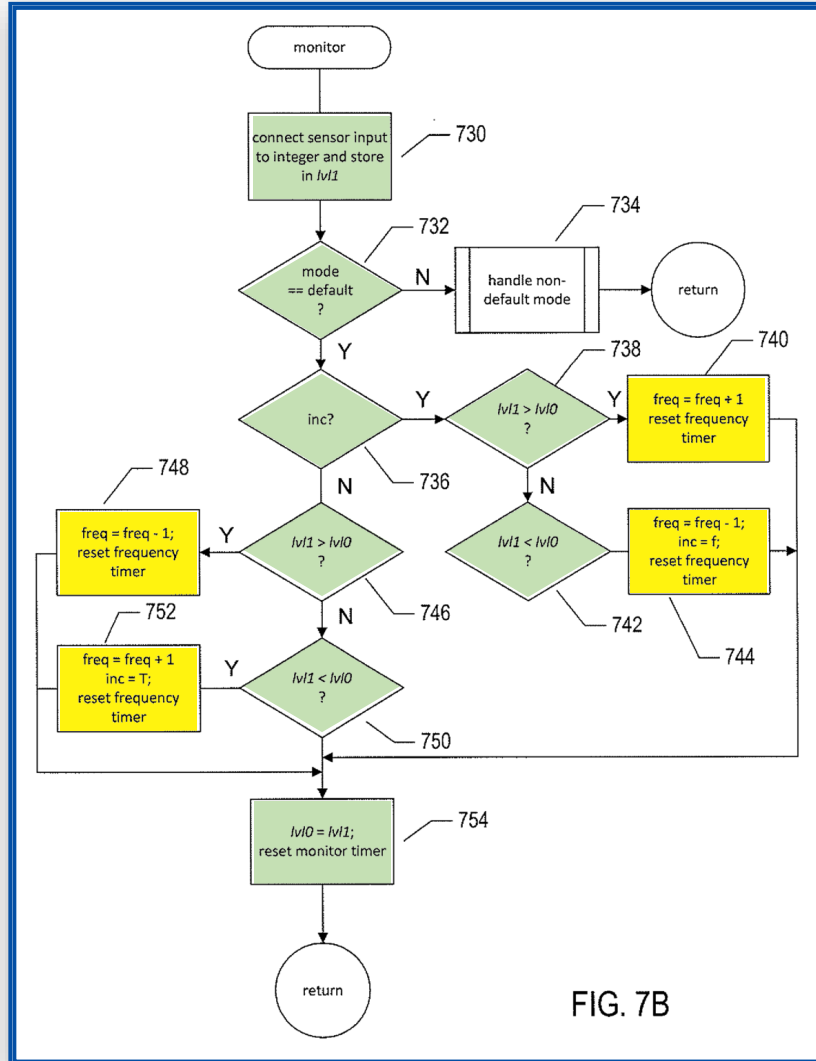 monitor
connect sensor input
to integer and store
in lvl1
730
732
mode
== default
?
N
734
handle non-
default mode
return
Y
inc?
736
Y
738
lvl1 > lvl0
?
Y
740
freq = freq + 1
reset frequency
timer
N
N
748
freq = freq - 1;
reset frequency
timer
Y
lvl1 > lvl0
?
746
lvl1 < lvl0
?
742
freq = freq - 1;
inc = f;
reset frequency
timer
744
N
752
freq = freq + 1
inc = T;
reset frequency
timer
Y
lvl1 < lvl0
?
750
lvl0 = lvl1;
reset monitor timer
754
return
FIG. 7B